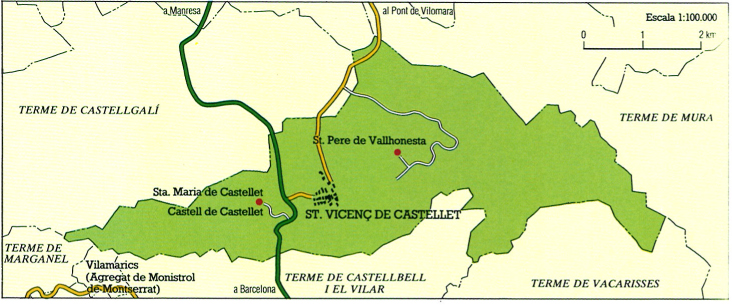 a Manresa
al Pont de Vilomara
Escala 1:100.000
0 1 2 km
TERME DE CASTELLGALÍ
TERME DE MURA
St. Pere de Vallhonesta
Sta. Maria de Castellet
Castell de Castellet
ST. VICENÇ DE CASTELLET
TERME DE
MARGANEL
Vilamarics
(Agregat de Monistrol
de Montserrat)
a Barcelona
TERME DE CASTELLBELL
I EL VILAR
TERME DE VACARISSES